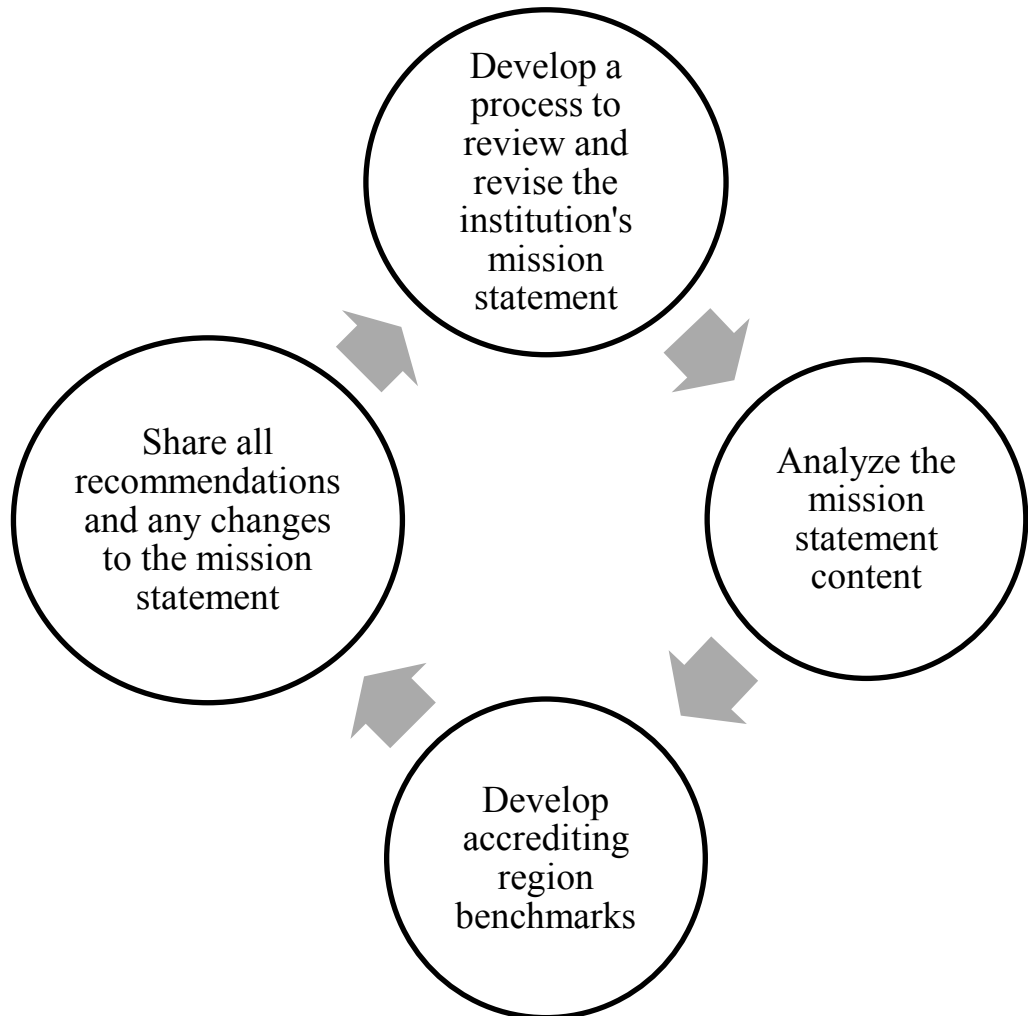 Develop a
process to
review and
revise the
institution's
mission
statement
Analyze the
mission
statement
content
Develop
accrediting
region
benchmarks
Share all
recommendations
and any changes
to the mission
statement